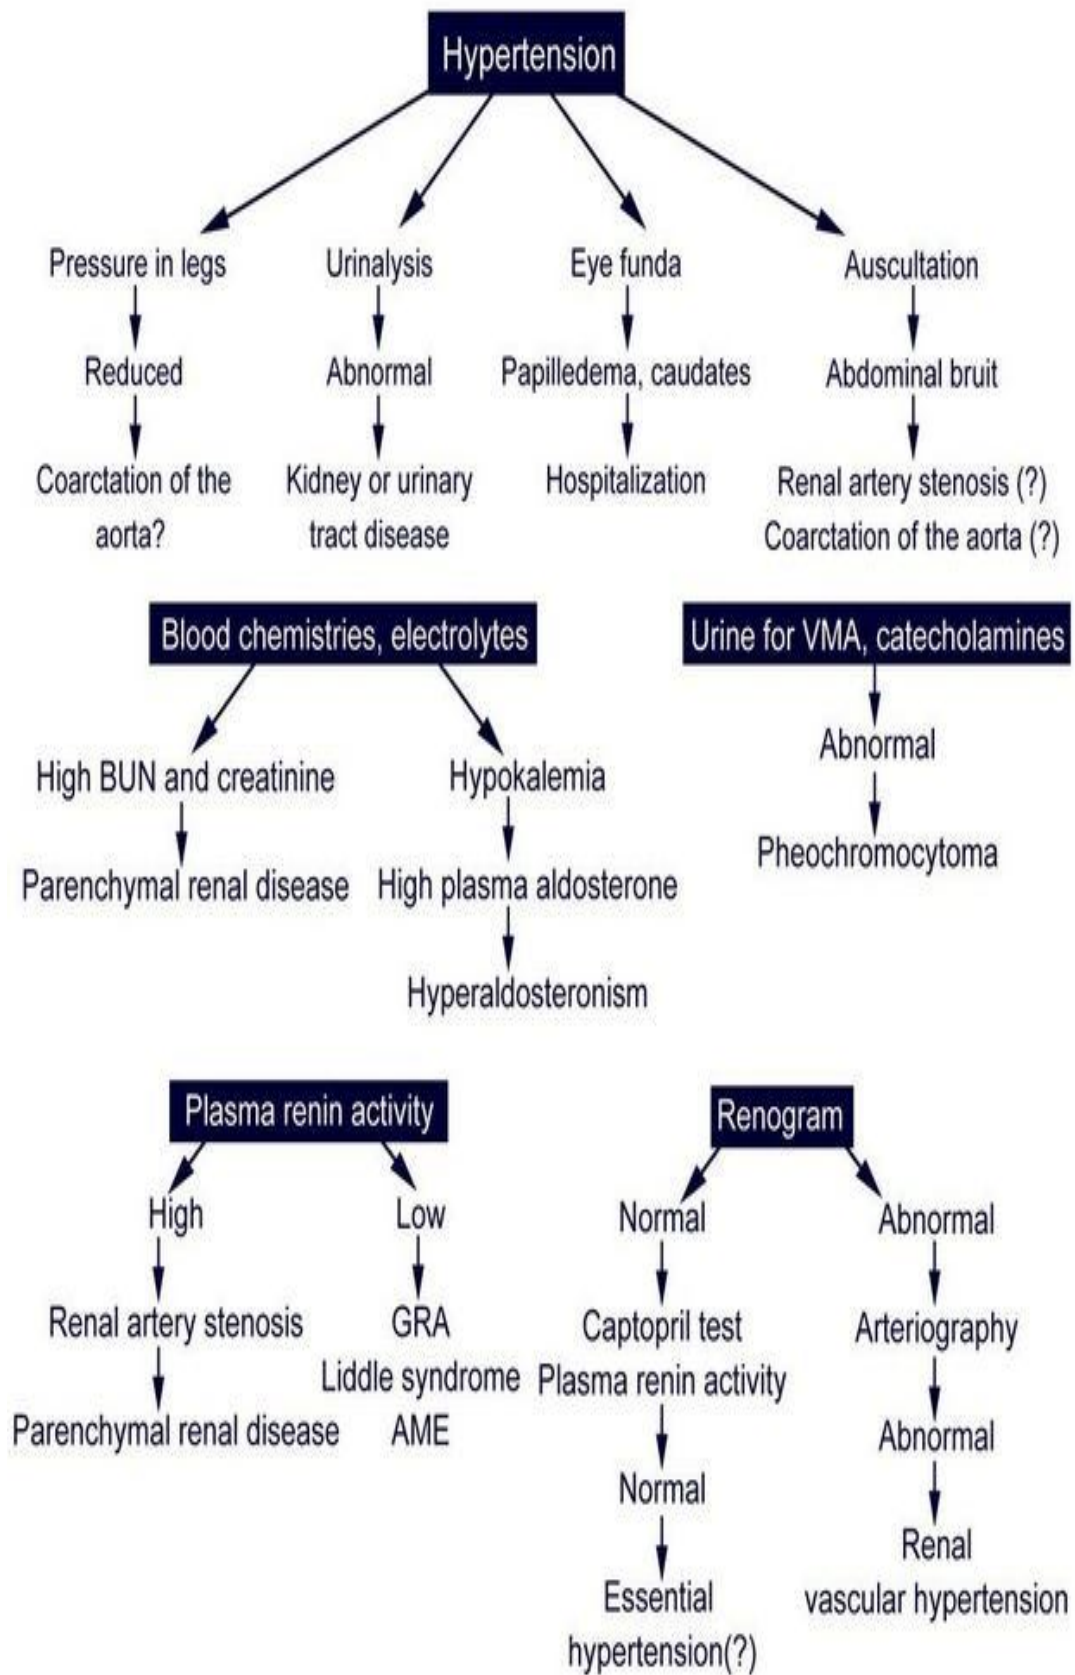 Hypertension
Pressure in legs
Urinalysis
Eye funda
Auscultation
Reduced
Abnormal
Papilledema, caudates
Abdominal bruit
Coarctation of the
aorta?
Kidney or urinary
tract disease
Hospitalization
Renal artery stenosis (?)
Coarctation of the aorta (?)
Blood chemistries, electrolytes
Urine for VMA, catecholamines
High BUN and creatinine
Hypokalemia
Abnormal
Parenchymal renal disease
High plasma aldosterone
Pheochromocytoma
Hyperaldosteronism
Plasma renin activity
Renogram
High
Low
Normal
Abnormal
Renal artery stenosis
GRA
Liddle syndrome
AME
Captopril test
Plasma renin activity
Arteriography
Parenchymal renal disease
Normal
Abnormal
Essential
hypertension(?)
Renal
vascular hypertension